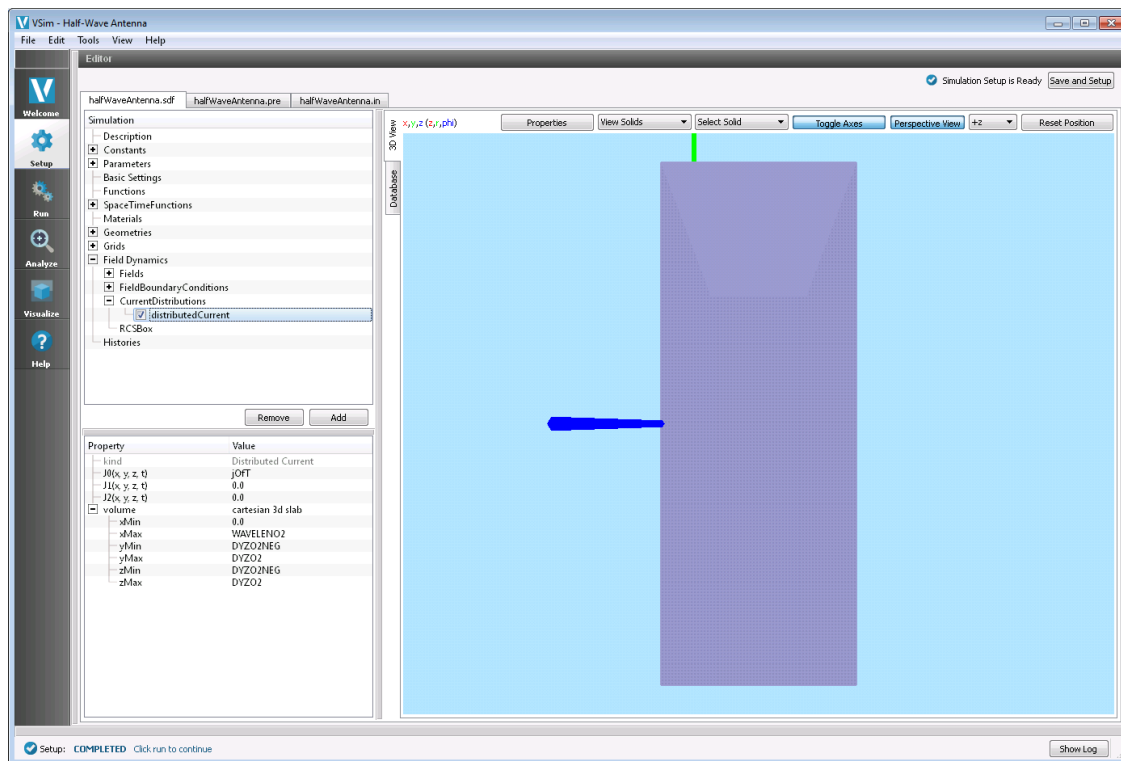 VSim - Half-Wave Antenna
File Edit Tools View Help
Editor
Simulation Setup is Ready Save and Setup
halfWaveAntenna.sdf halfWaveAntenna.pre halfWaveAntenna.in
Welcome
Setup
Run
Analyze
Visualize
Help
Simulation
Description
Constants
Parameters
Basic Settings
Functions
SpaceTimeFunctions
Materials
Geometries
Grids
Field Dynamics
Fields
FieldBoundaryConditions
CurrentDistributions
distributedCurrent
RCSBox
Histories
Remove Add
Property Value
kind Distributed Current
J0(x, y, z, t) jOfT
J1(x, y, z, t) 0.0
J2(x, y, z, t) 0.0
volume cartesian 3d slab
xMin 0.0
xMax WAVELENO2
yMin DYZO2NEG
yMax DYZO2
zMin DYZO2NEG
zMax DYZO2
3D View
Database
x,y,z (z,r,phi) Properties View Solids Select Solid Toggle Axes Perspective View +z Reset Position
Setup: COMPLETED Click run to continue Show Log